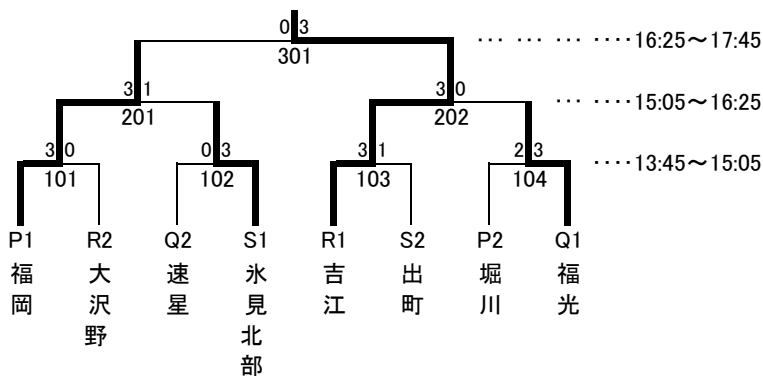 0 3
301
… … … ‥‥16:25～17:45
3 1
201
3 0
202
… … ‥‥15:05～16:25
3 0
101
0 3
102
3 1
103
2 3
104
‥‥13:45～15:05
P1 R2 Q2 S1 R1 S2 P2 Q1
福岡
大沢野
速星
氷見北部
吉江
出町
堀川
福光